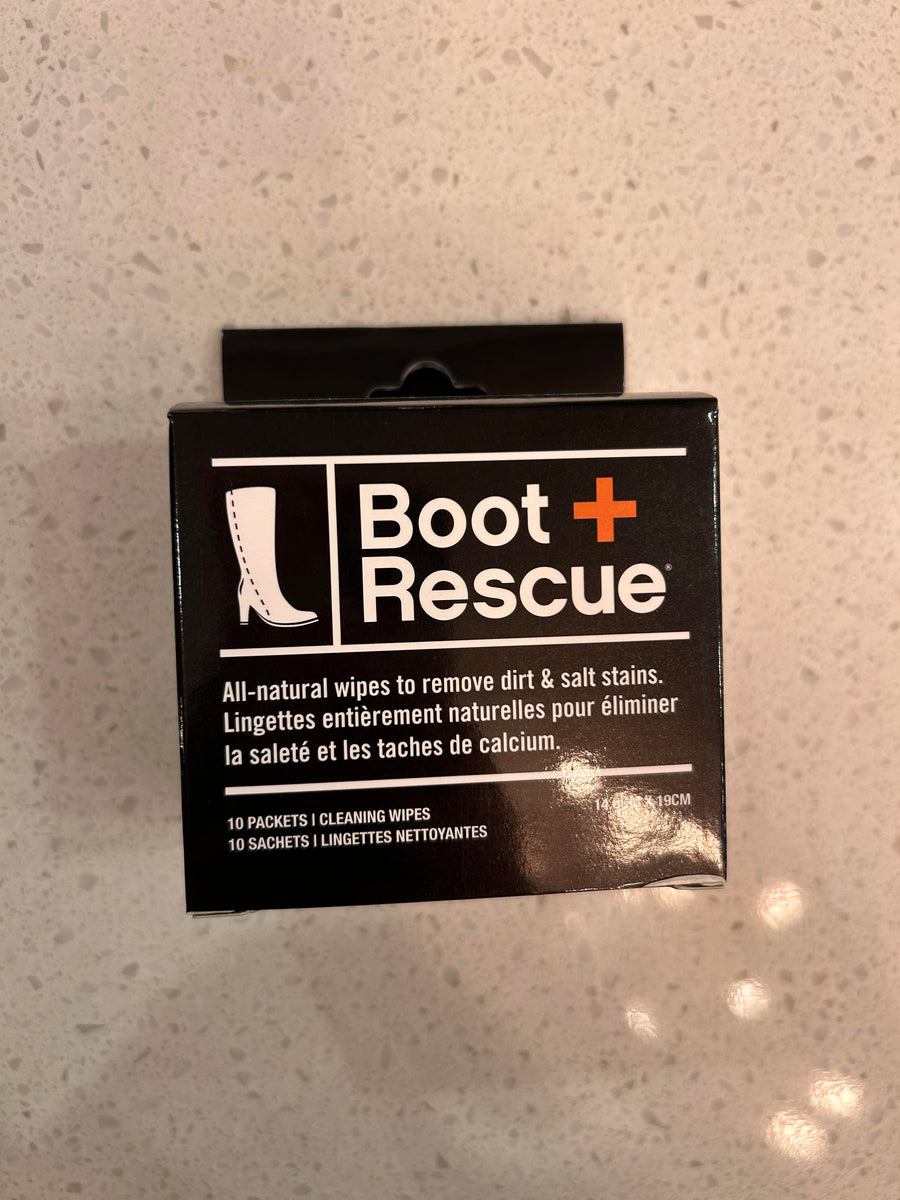 Boot +
Rescue®
All-natural wipes to remove dirt & salt stains.
Lingettes entièrement naturelles pour éliminer
la saleté et les taches de calcium.
10 PACKETS | CLEANING WIPES
10 SACHETS | LINGETTES NETTOYANTES
19CM